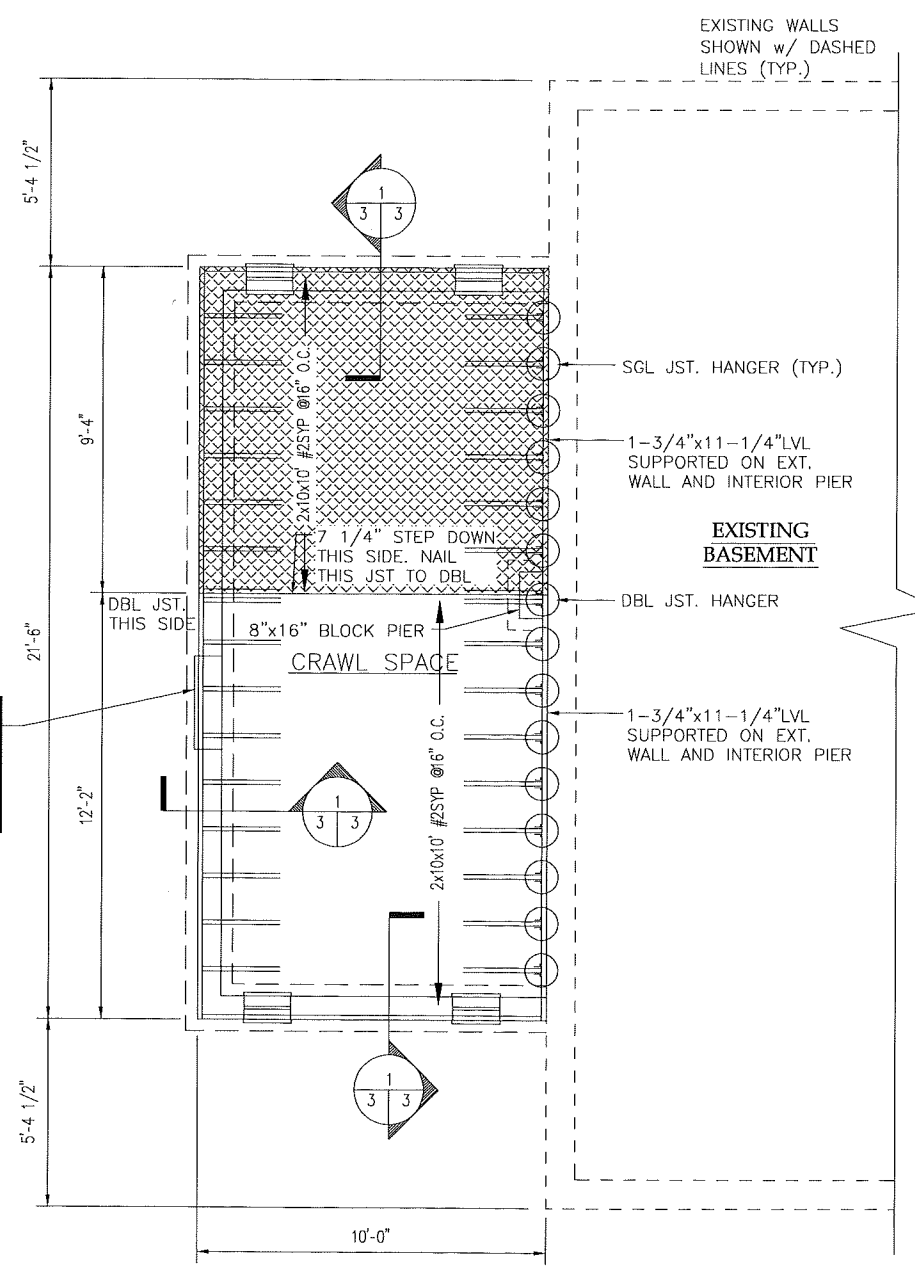 EXISTING WALLS
SHOWN w/ DASHED
LINES (TYP.)
5'-4 1/2"
1
3 3
SGL JST. HANGER (TYP.)
9'-4"
2x10x10' #2SYP @16" O.C.
1-3/4"x11-1/4"LVL
SUPPORTED ON EXT.
WALL AND INTERIOR PIER
EXISTING
BASEMENT
7 1/4" STEP DOWN
THIS SIDE. NAIL
THIS JST TO DBL
DBL JST.
THIS SIDE
DBL JST. HANGER
21'-6"
8"x16" BLOCK PIER
CRAWL SPACE
1-3/4"x11-1/4"LVL
SUPPORTED ON EXT.
WALL AND INTERIOR PIER
12'-2"
1
3 3
2x10x10' #2SYP @16" O.C.
1
3 3
5'-4 1/2"
10'-0"